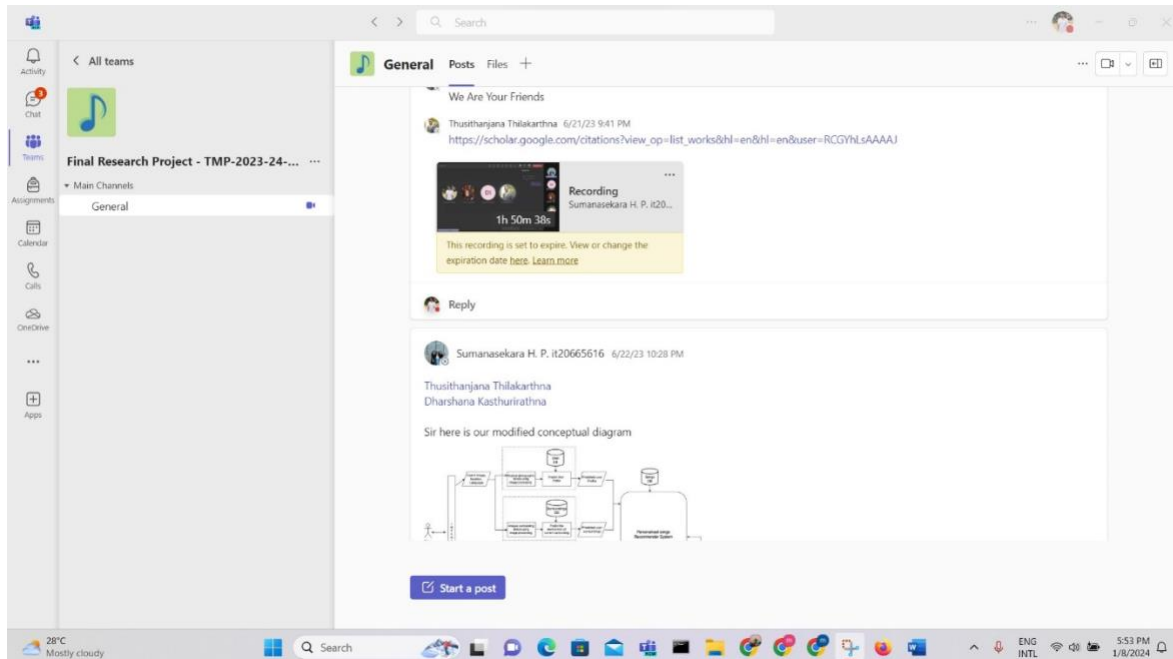 Search
Activity
Chat
3
Teams
Assignments
Calendar
Calls
OneDrive
Apps
All teams
Final Research Project - TMP-2023-24-...
Main Channels
General
General Posts Files
We Are Your Friends
Thusithanjana Thilakarthna 6/21/23 9:41 PM
https://scholar.google.com/citations?view_op=list_works&hl=en&hl=en&user=RCGYhLsAAAAJ
Recording
Sumanasekara H. P. it20...
1h 50m 38s
This recording is set to expire. View or change the
expiration date here. Learn more
Reply
Sumanasekara H. P. it20665616 6/22/23 10:28 PM
Thusithanjana Thilakarthna
Dharshana Kasthurirathna
Sir here is our modified conceptual diagram
Start a post
28°C
Mostly cloudy
Search
ENG
INTL
5:53 PM
1/8/2024